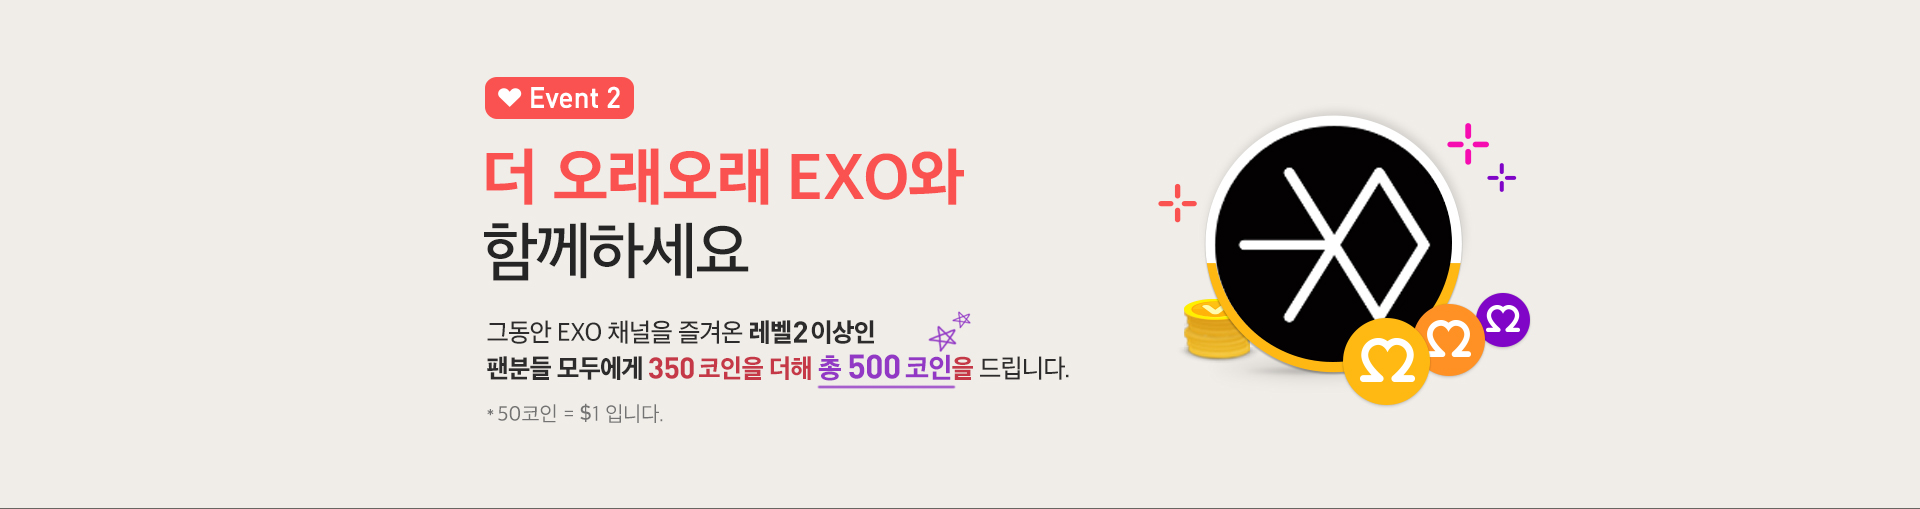 Event 2
더 오래오래 EXO와
함께하세요
그동안 EXO 채널을 즐겨온 레벨2 이상인
팬분들 모두에게 350 코인을 더해 총 500 코인을 드립니다.
* 50코인 = $1 입니다.